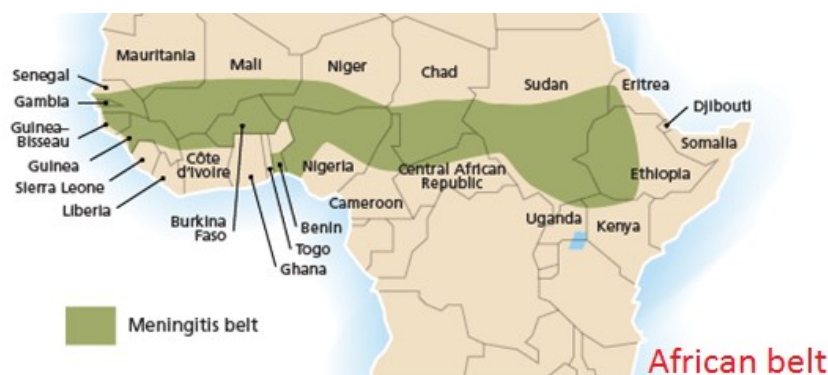 Mauritania
Mali
Niger
Chad
Sudan
Eritrea
Djibouti
Somalia
Ethiopia
Senegal
Gambia
Guinea–
Bissau
Guinea
Sierra Leone
Liberia
Côte
d'Ivoire
Burkina
Faso
Ghana
Togo
Benin
Nigeria
Cameroon
Central African
Republic
Uganda
Kenya
Meningitis belt
African belt